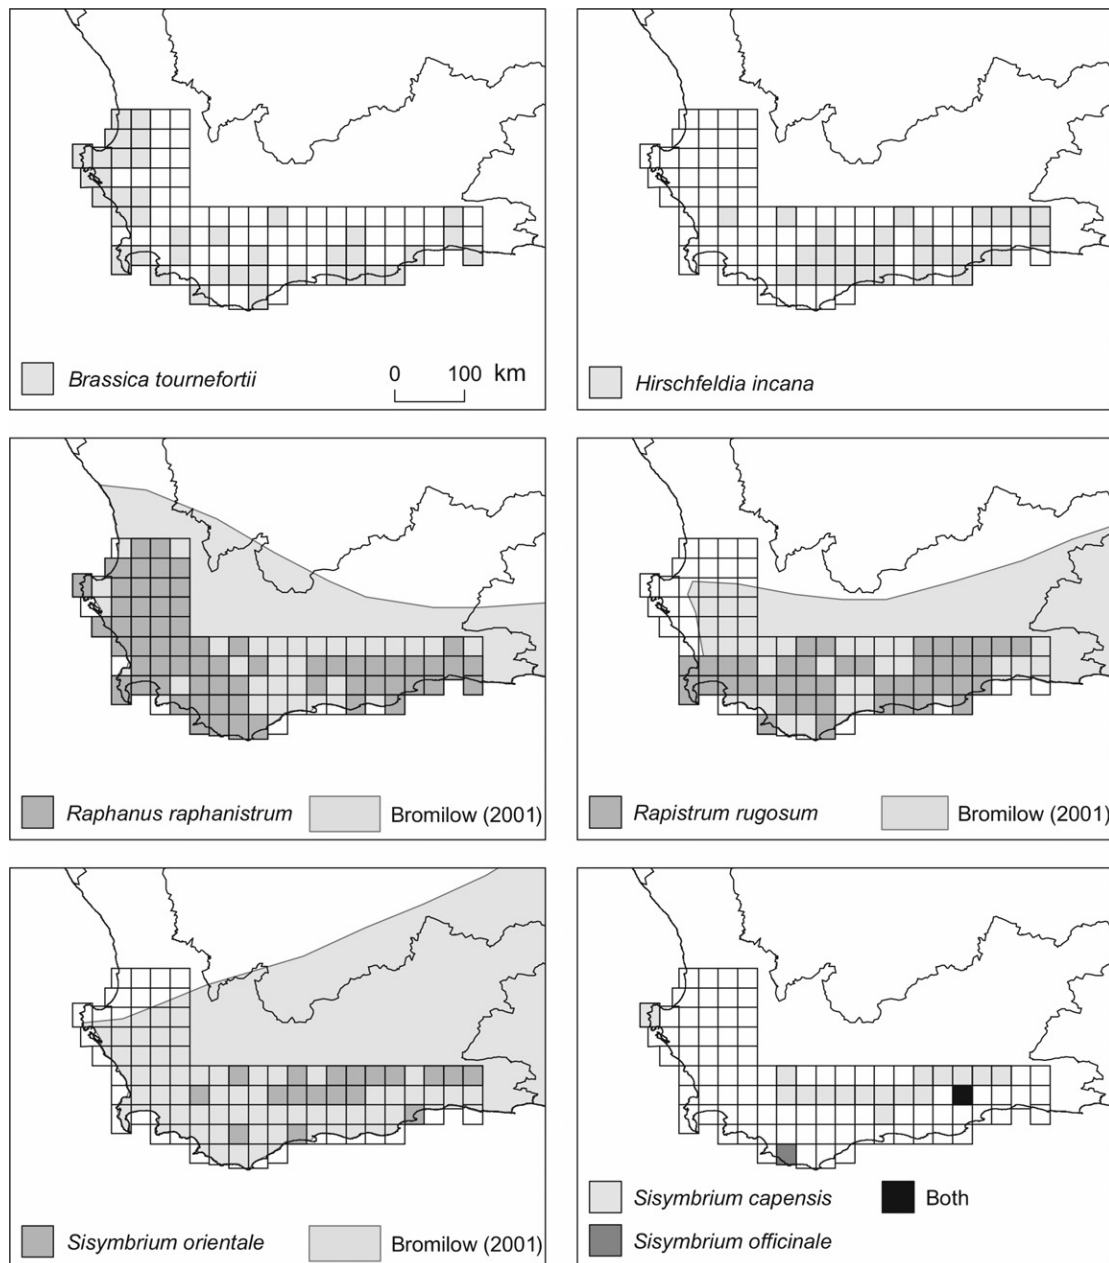 Brassica tournefortii
0 100 km
Hirschfeldia incana
Raphanus raphanistrum Bromilow (2001)
Rapistrum rugosum Bromilow (2001)
Sisymbrium orientale Bromilow (2001)
Sisymbrium capensis Both
Sisymbrium officinale